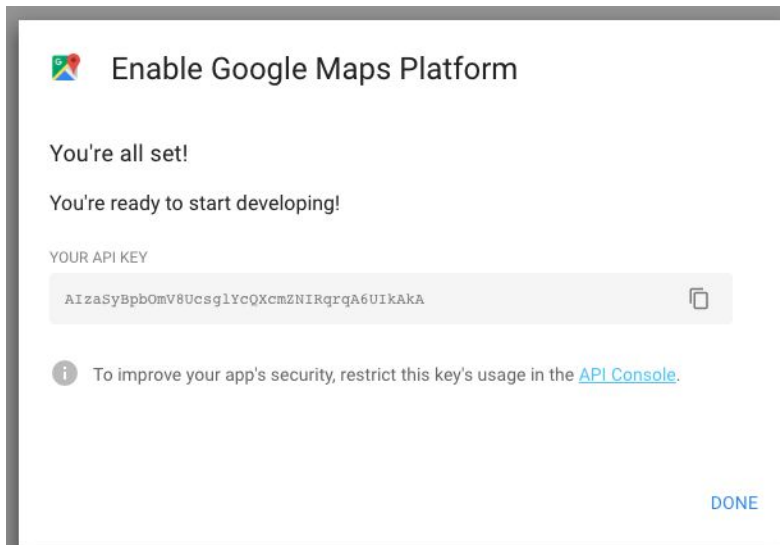 Enable Google Maps Platform
You're all set!
You're ready to start developing!
YOUR API KEY
AIzaSyBpbOmV8UcsglYcQXcmZNIRqrqA6UIkAkA
To improve your app's security, restrict this key's usage in the API Console.
DONE